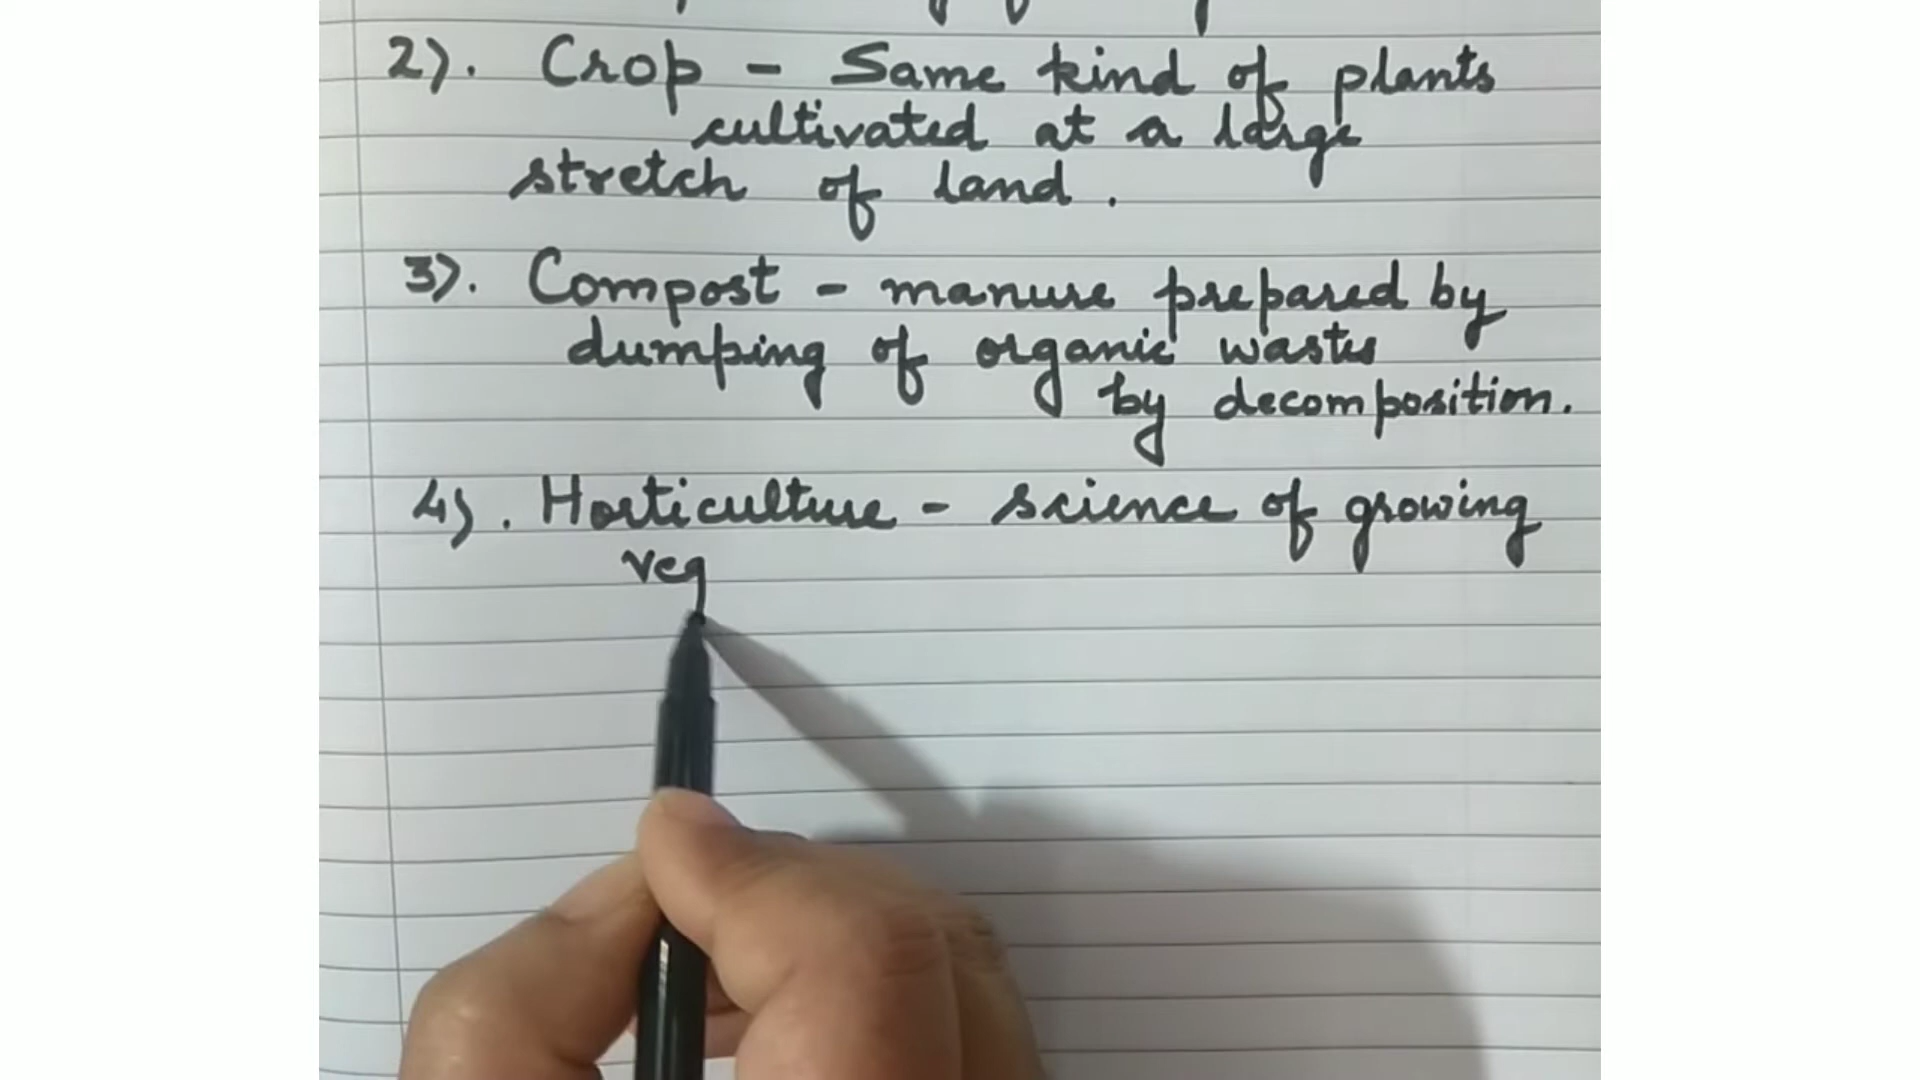 2). Crop - Same kind of plants
cultivated at a large
stretch of land.
3). Compost - manure prepared by
dumping of organic wastes
by decomposition.
4). Horticulture - science of growing
veg